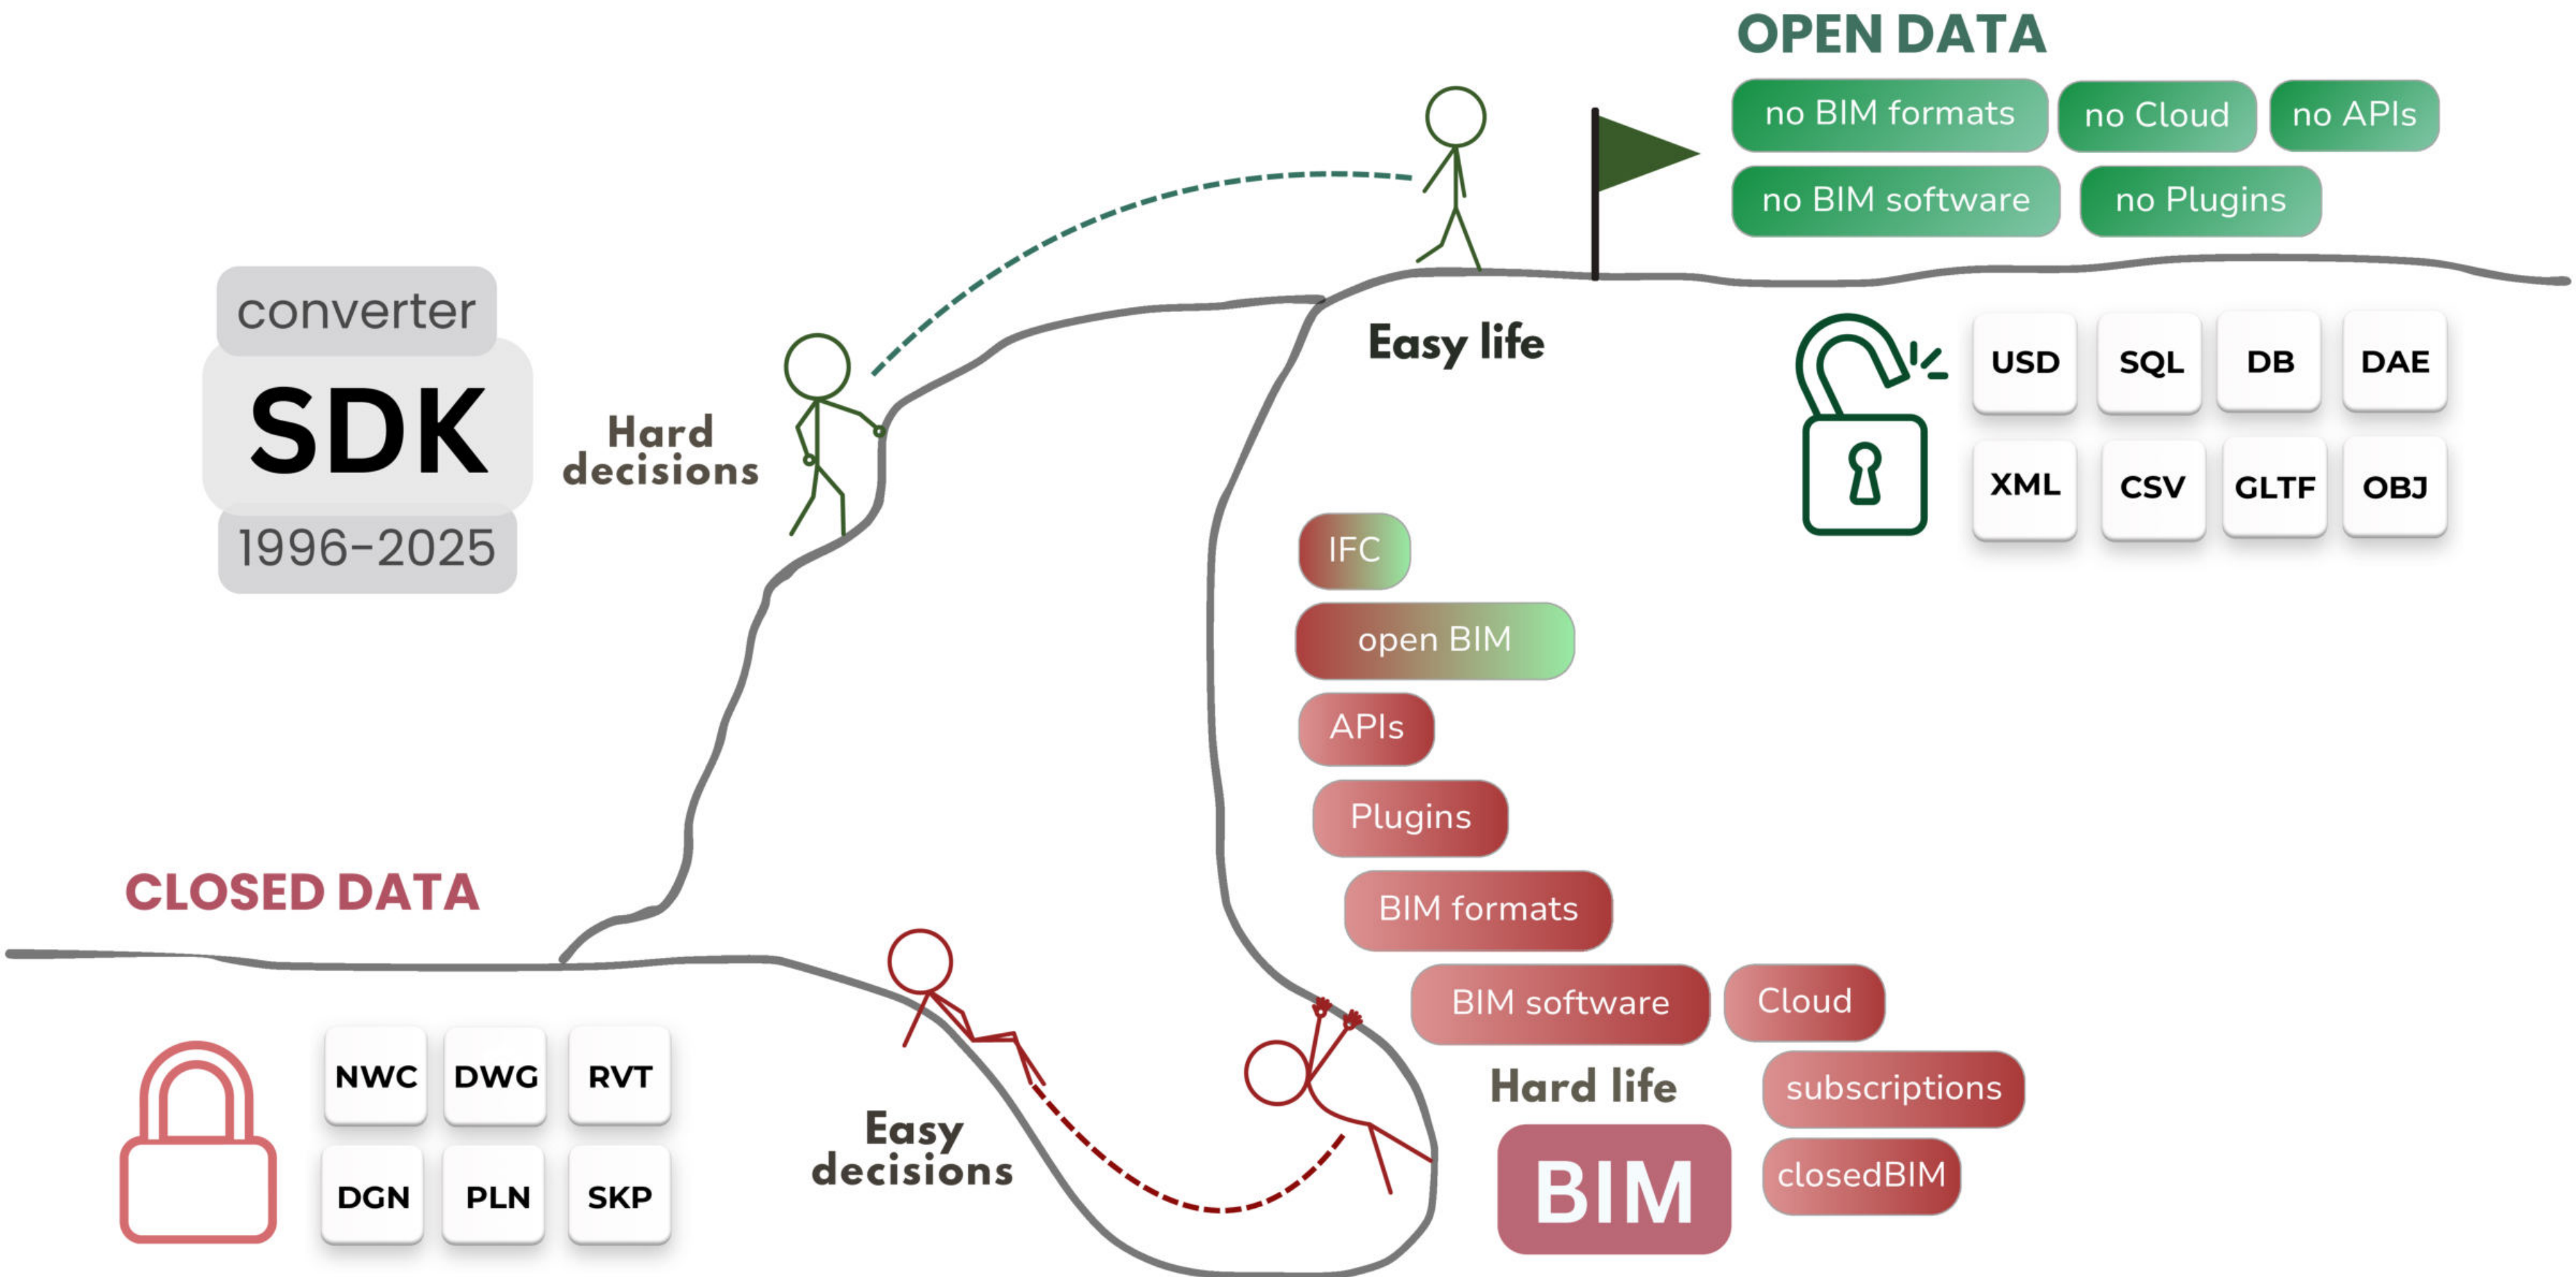 OPEN DATA
no BIM formats
no Cloud
no APIs
no BIM software
no Plugins
converter
SDK
1996-2025
Hard
decisions
Easy life
USD
SQL
DB
DAE
XML
CSV
GLTF
OBJ
IFC
open BIM
APIs
Plugins
BIM formats
BIM software
Cloud
Hard life
subscriptions
BIM
closedBIM
CLOSED DATA
NWC
DWG
RVT
DGN
PLN
SKP
Easy
decisions